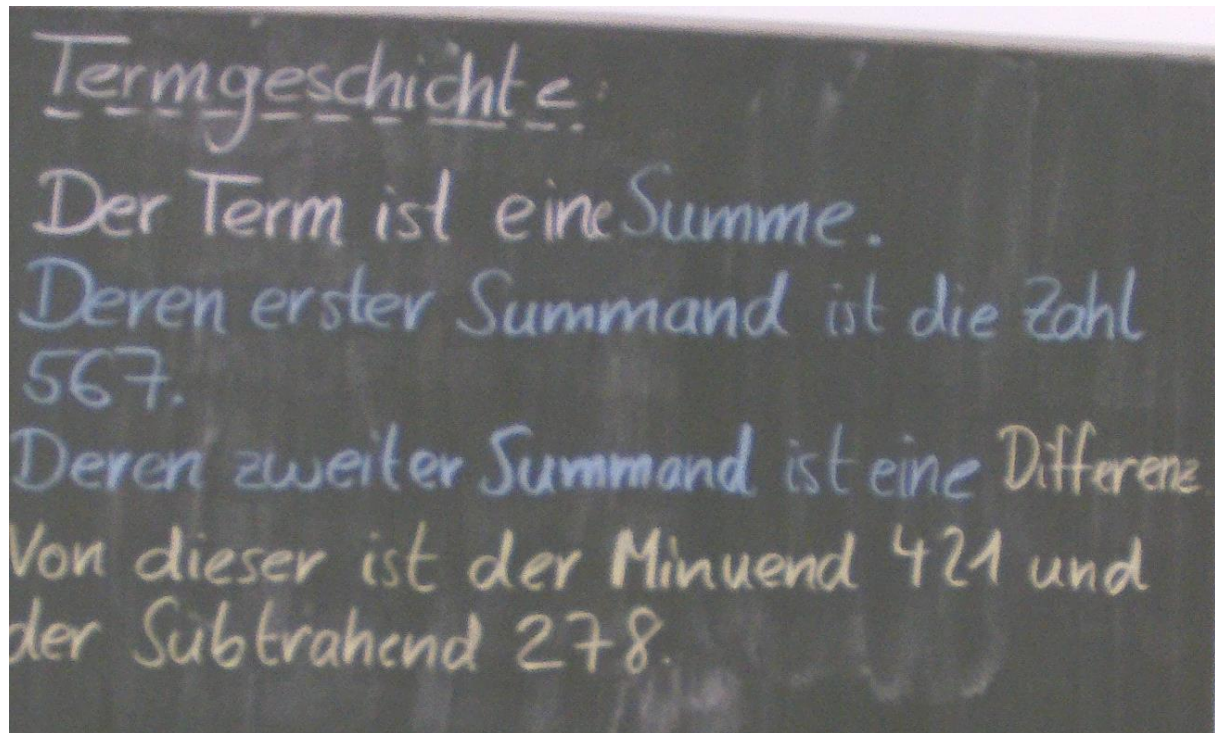 Termgeschichte:
Der Term ist eine Summe.
Deren erster Summand ist die Zahl
567.
Deren zweiter Summand ist eine Differenz
Von dieser ist der Minuend 421 und
der Subtrahend 278.